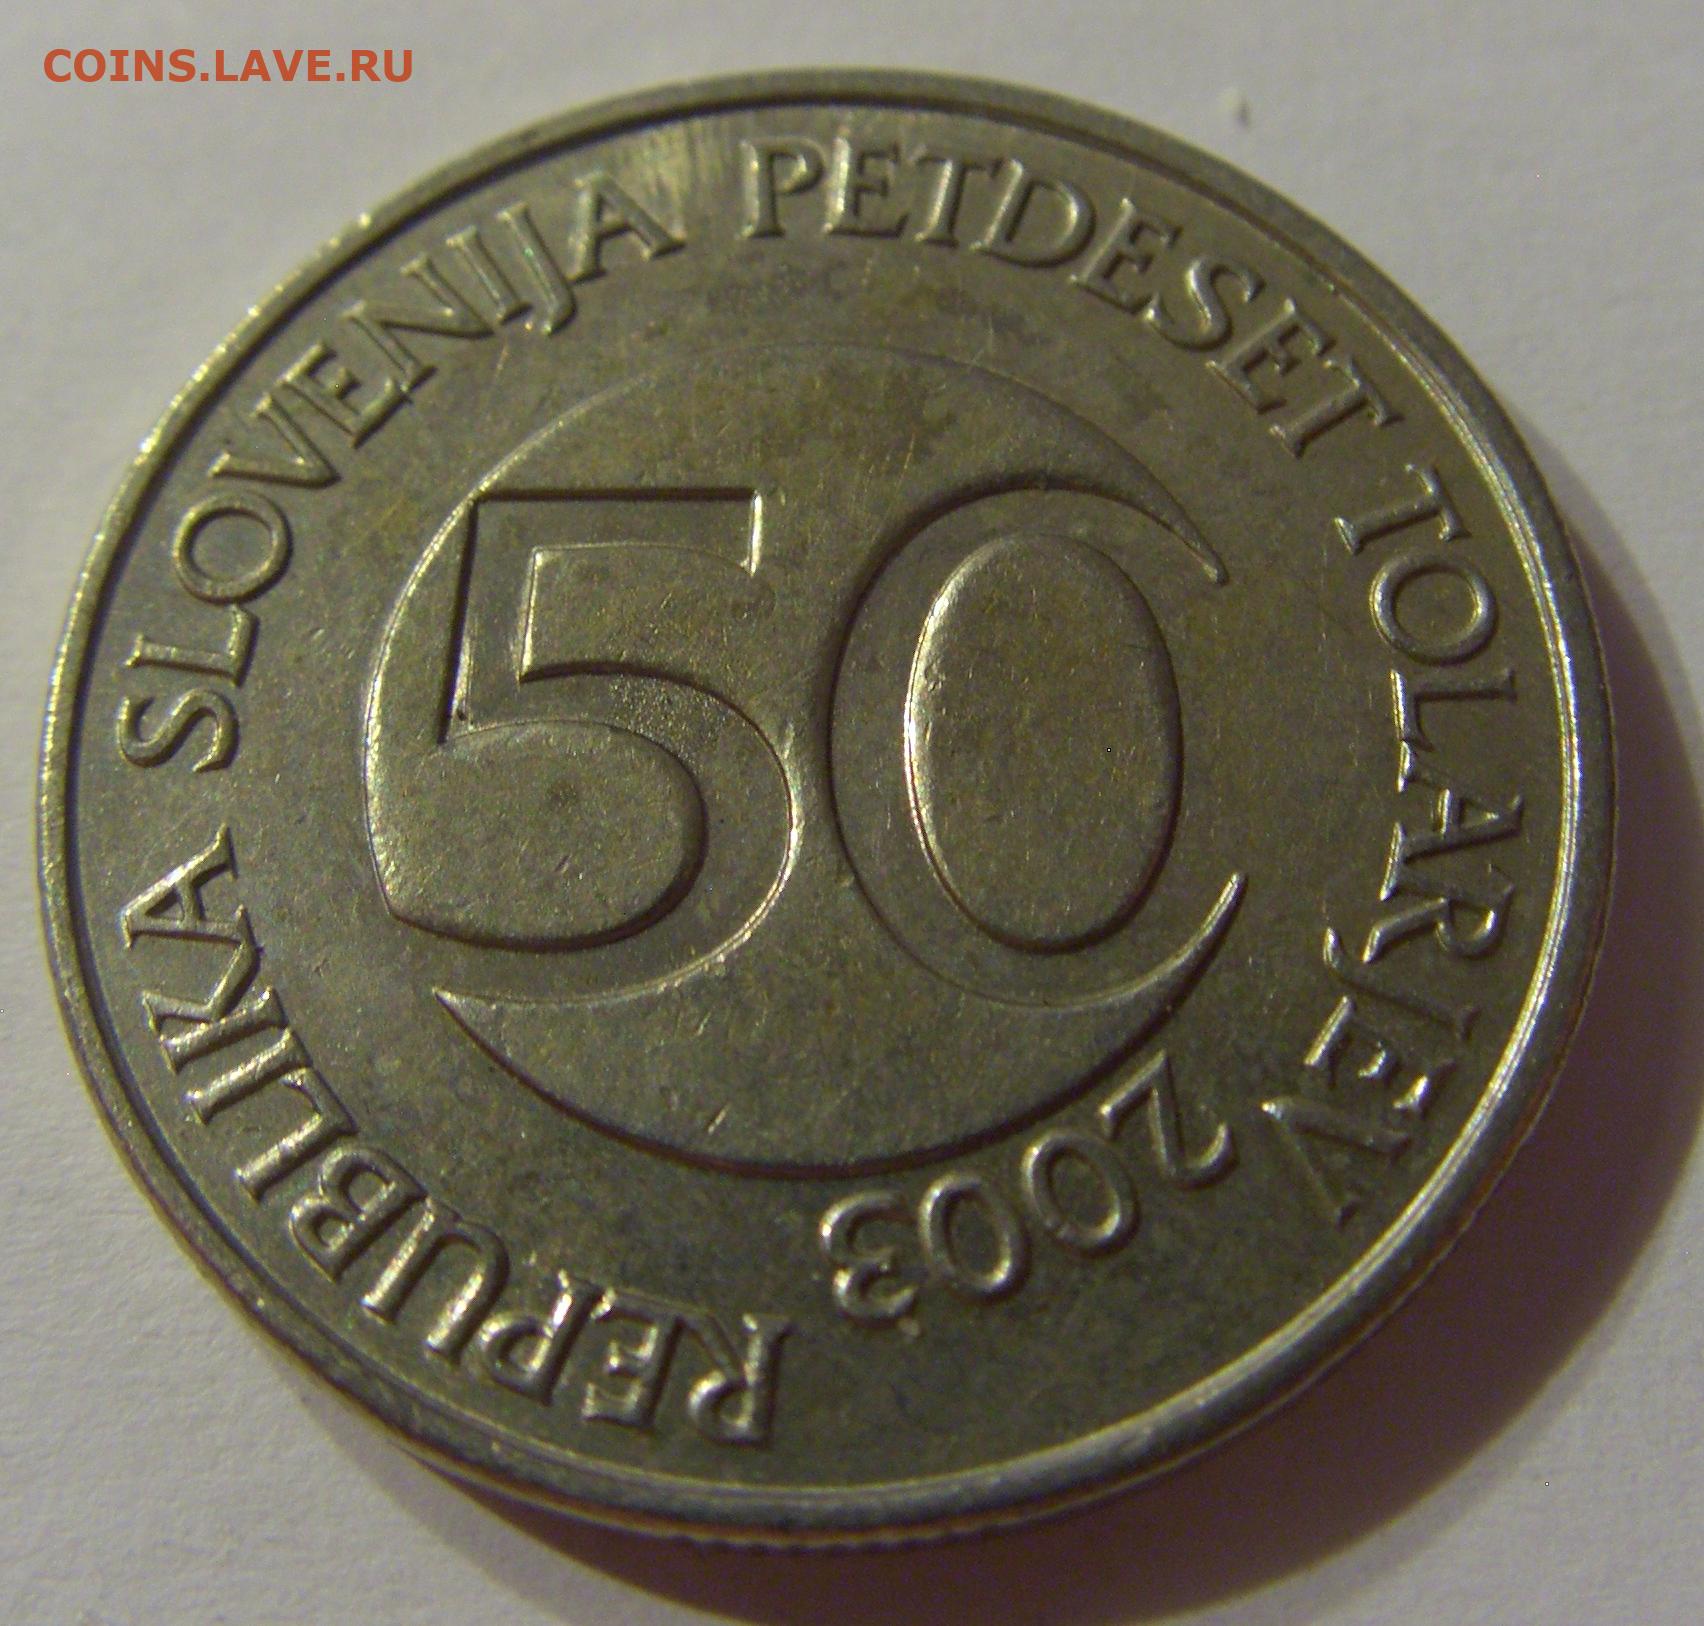 COINS.LAVE.RU
REPUBLIKA SLOVENIJA PETDESET TOLARJEV 2003
50